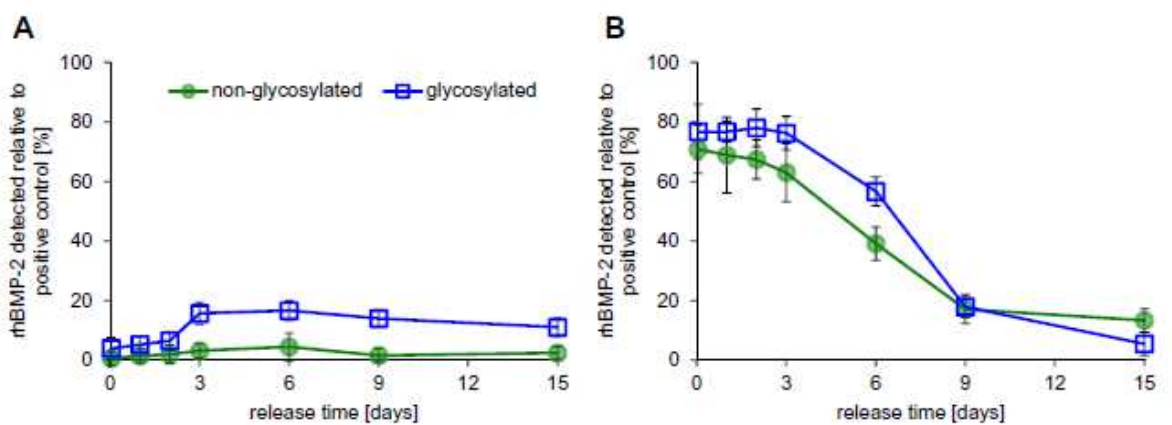 A
rhBMP-2 detected relative to
positive control [%]
100
80
60
40
20
0
non-glycosylated
glycosylated
0 3 6 9 12 15
release time [days]
B
rhBMP-2 detected relative to
positive control [%]
100
80
60
40
20
0
0 3 6 9 12 15
release time [days]